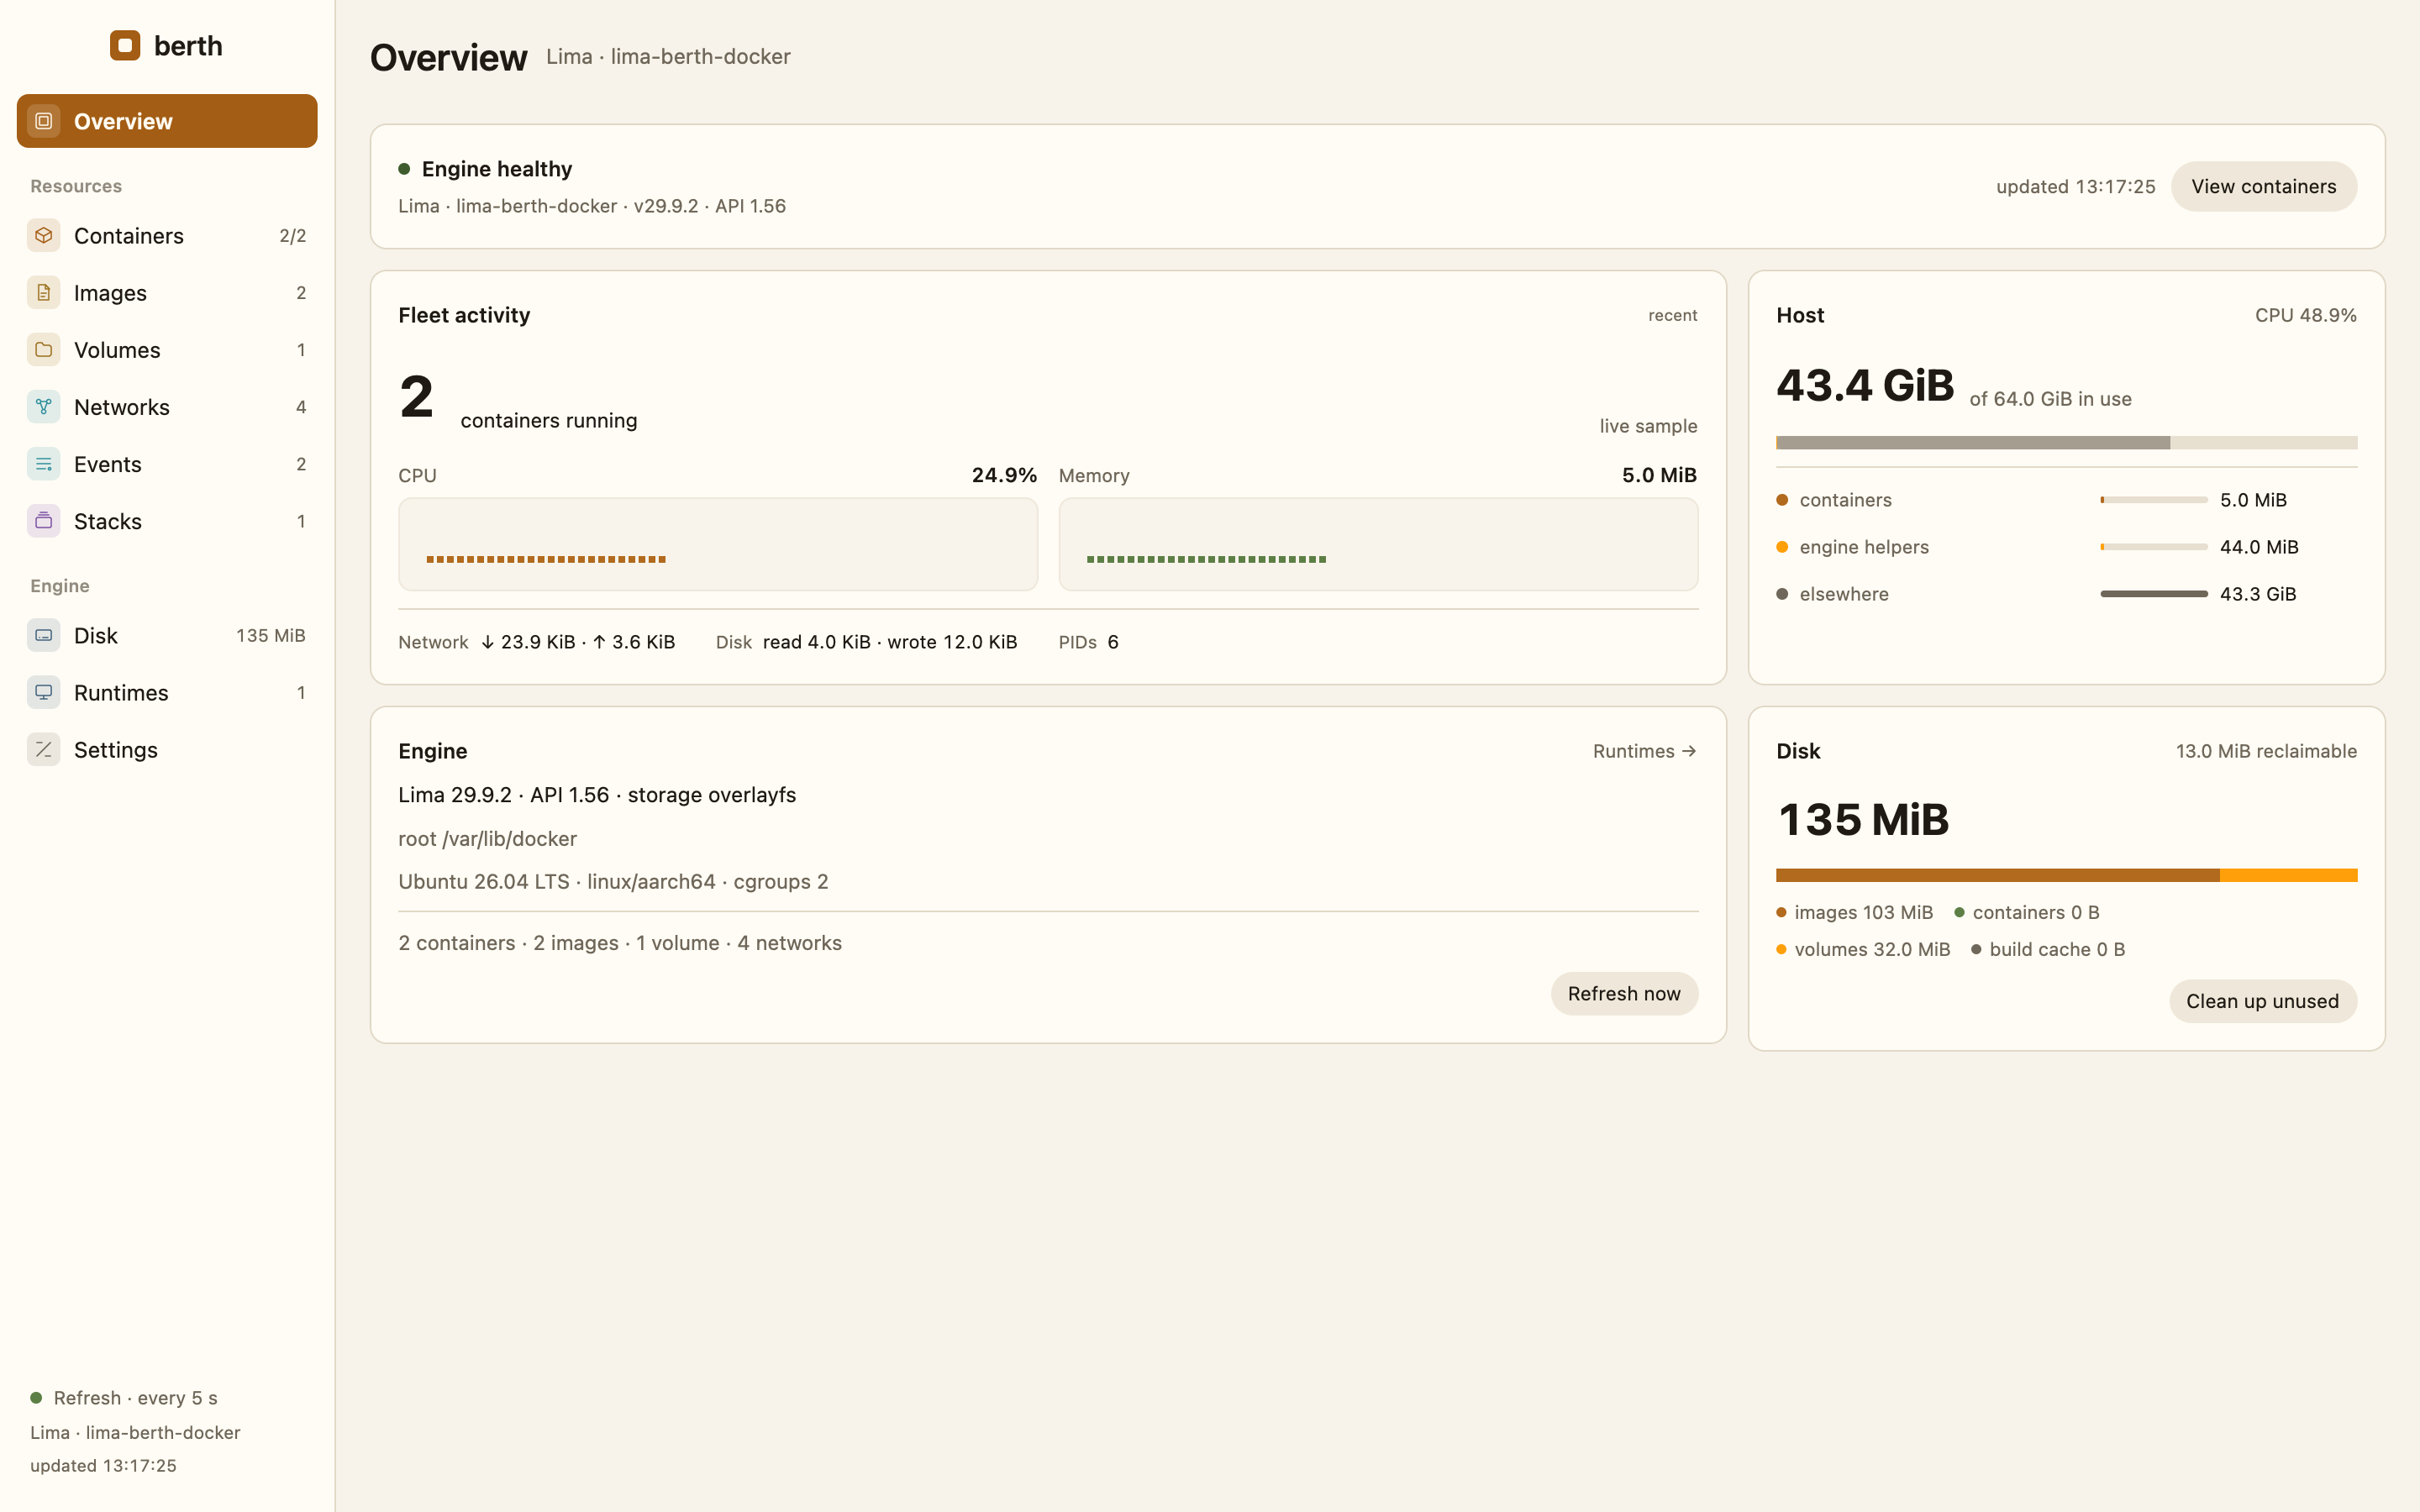 berth
Overview
Resources
Containers 2/2
Images 2
Volumes 1
Networks 4
Events 2
Stacks 1
Engine
Disk 135 MiB
Runtimes 1
Settings
Refresh · every 5 s
Lima · lima-berth-docker
updated 13:17:25
Overview Lima · lima-berth-docker
Engine healthy
Lima · lima-berth-docker · v29.9.2 · API 1.56
updated 13:17:25 View containers
Fleet activity recent
2 containers running live sample
CPU 24.9% Memory 5.0 MiB
Network ↓ 23.9 KiB · ↑ 3.6 KiB Disk read 4.0 KiB · wrote 12.0 KiB PIDs 6
Host CPU 48.9%
43.4 GiB of 64.0 GiB in use
containers 5.0 MiB
engine helpers 44.0 MiB
elsewhere 43.3 GiB
Engine Runtimes →
Lima 29.9.2 · API 1.56 · storage overlayfs
root /var/lib/docker
Ubuntu 26.04 LTS · linux/aarch64 · cgroups 2
2 containers · 2 images · 1 volume · 4 networks
Refresh now
Disk 13.0 MiB reclaimable
135 MiB
images 103 MiB containers 0 B
volumes 32.0 MiB build cache 0 B
Clean up unused